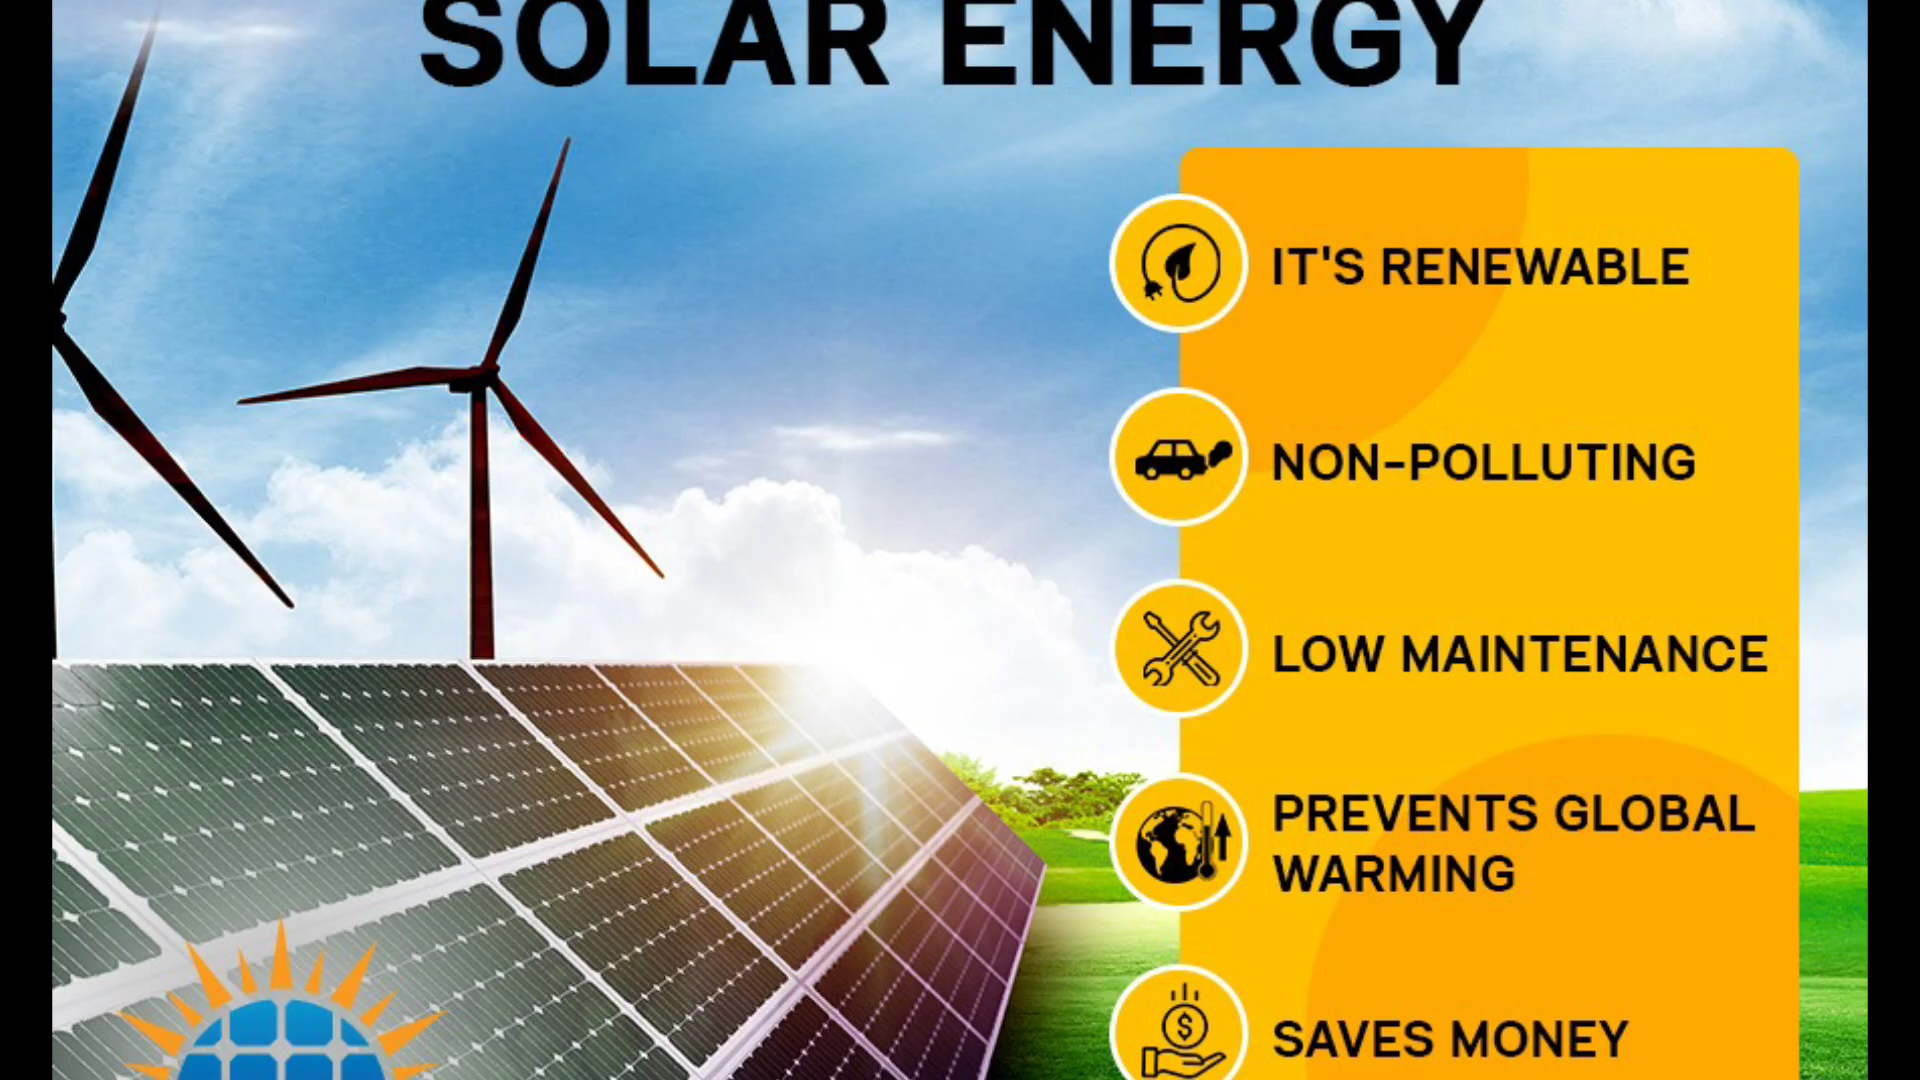 SOLAR ENERGY
IT'S RENEWABLE
NON-POLLUTING
LOW MAINTENANCE
PREVENTS GLOBAL
WARMING
SAVES MONEY